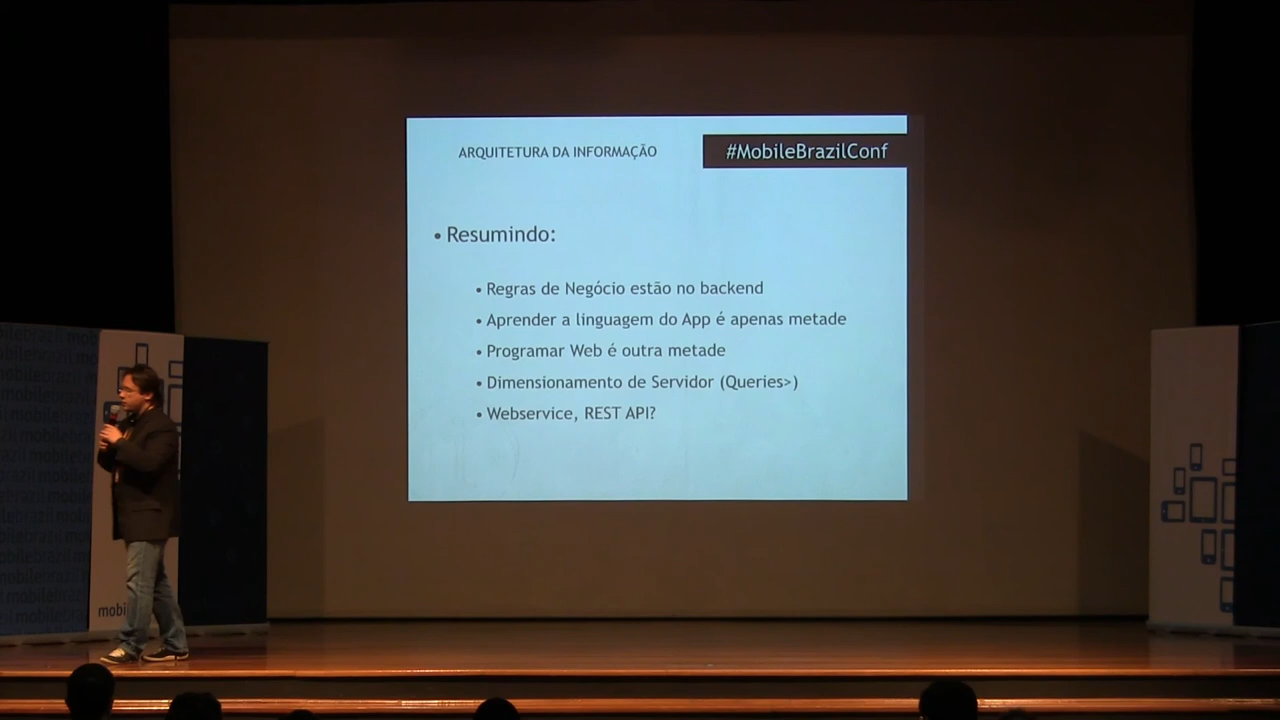 ARQUITETURA DA INFORMAÇÃO
#MobileBrazilConf
• Resumindo:
• Regras de Negócio estão no backend
• Aprender a linguagem do App é apenas metade
• Programar Web é outra metade
• Dimensionamento de Servidor (Queries>)
• Webservice, REST API?
mobi